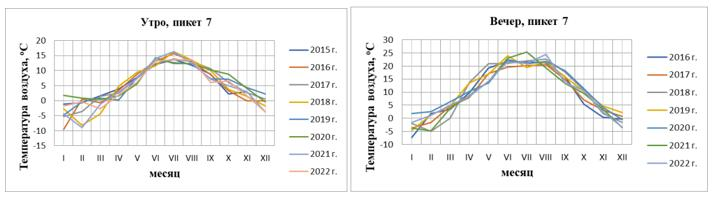 Утро, пикет 7
Температура воздуха, °С
20
15
10
5
0
-5
-10
-15
I II III IV V VI VII VIII IX X XI XII
месяц
2015 г.
2016 г.
2017 г.
2018 г.
2019 г.
2020 г.
2021 г.
2022 г.
Вечер, пикет 7
Температура воздуха, °С
30
25
20
15
10
5
0
-5
-10
I II III IV V VI VII VIII IX X XI XII
месяц
2016 г.
2017 г.
2018 г.
2019 г.
2020 г.
2021 г.
2022 г.